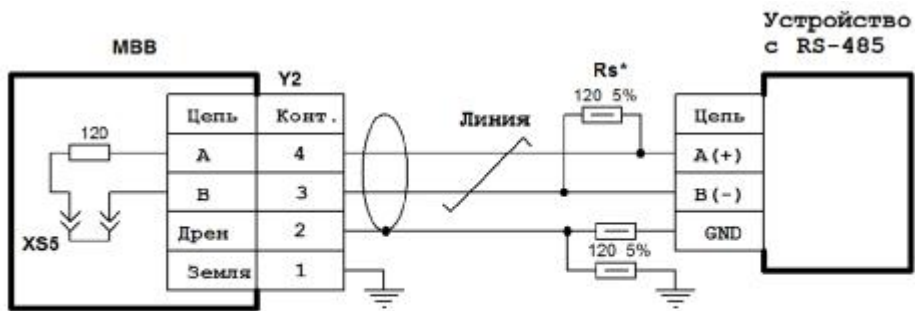 Устройство
с RS-485
МВВ
Y2
Rs*
120 5%
Цепь Конт.
Линия
Цепь
120
А 4
А(+)
В 3
В(-)
XS5
Дрен 2
GND
120 5%
Земля 1